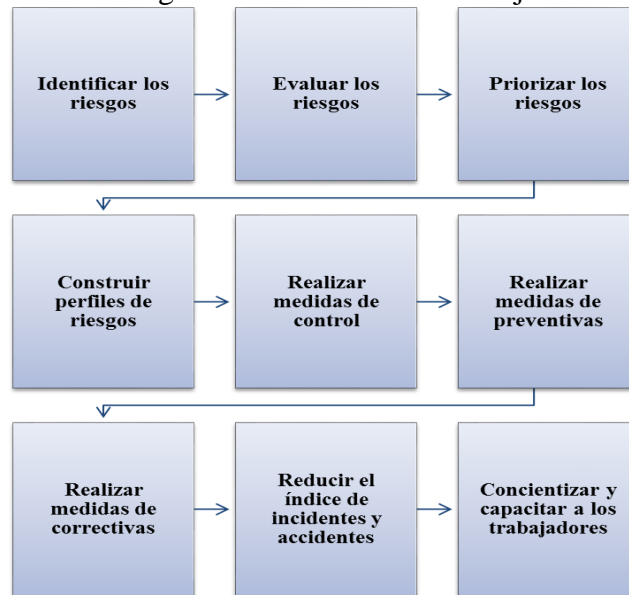 Identificar los
riesgos
Evaluar los
riesgos
Priorizar los
riesgos
Construir
perfiles de
riesgos
Realizar
medidas de
control
Realizar
medidas de
preventivas
Realizar
medidas de
correctivas
Reducir el
índice de
incidentes y
accidentes
Concientizar y
capacitar a los
trabajadores